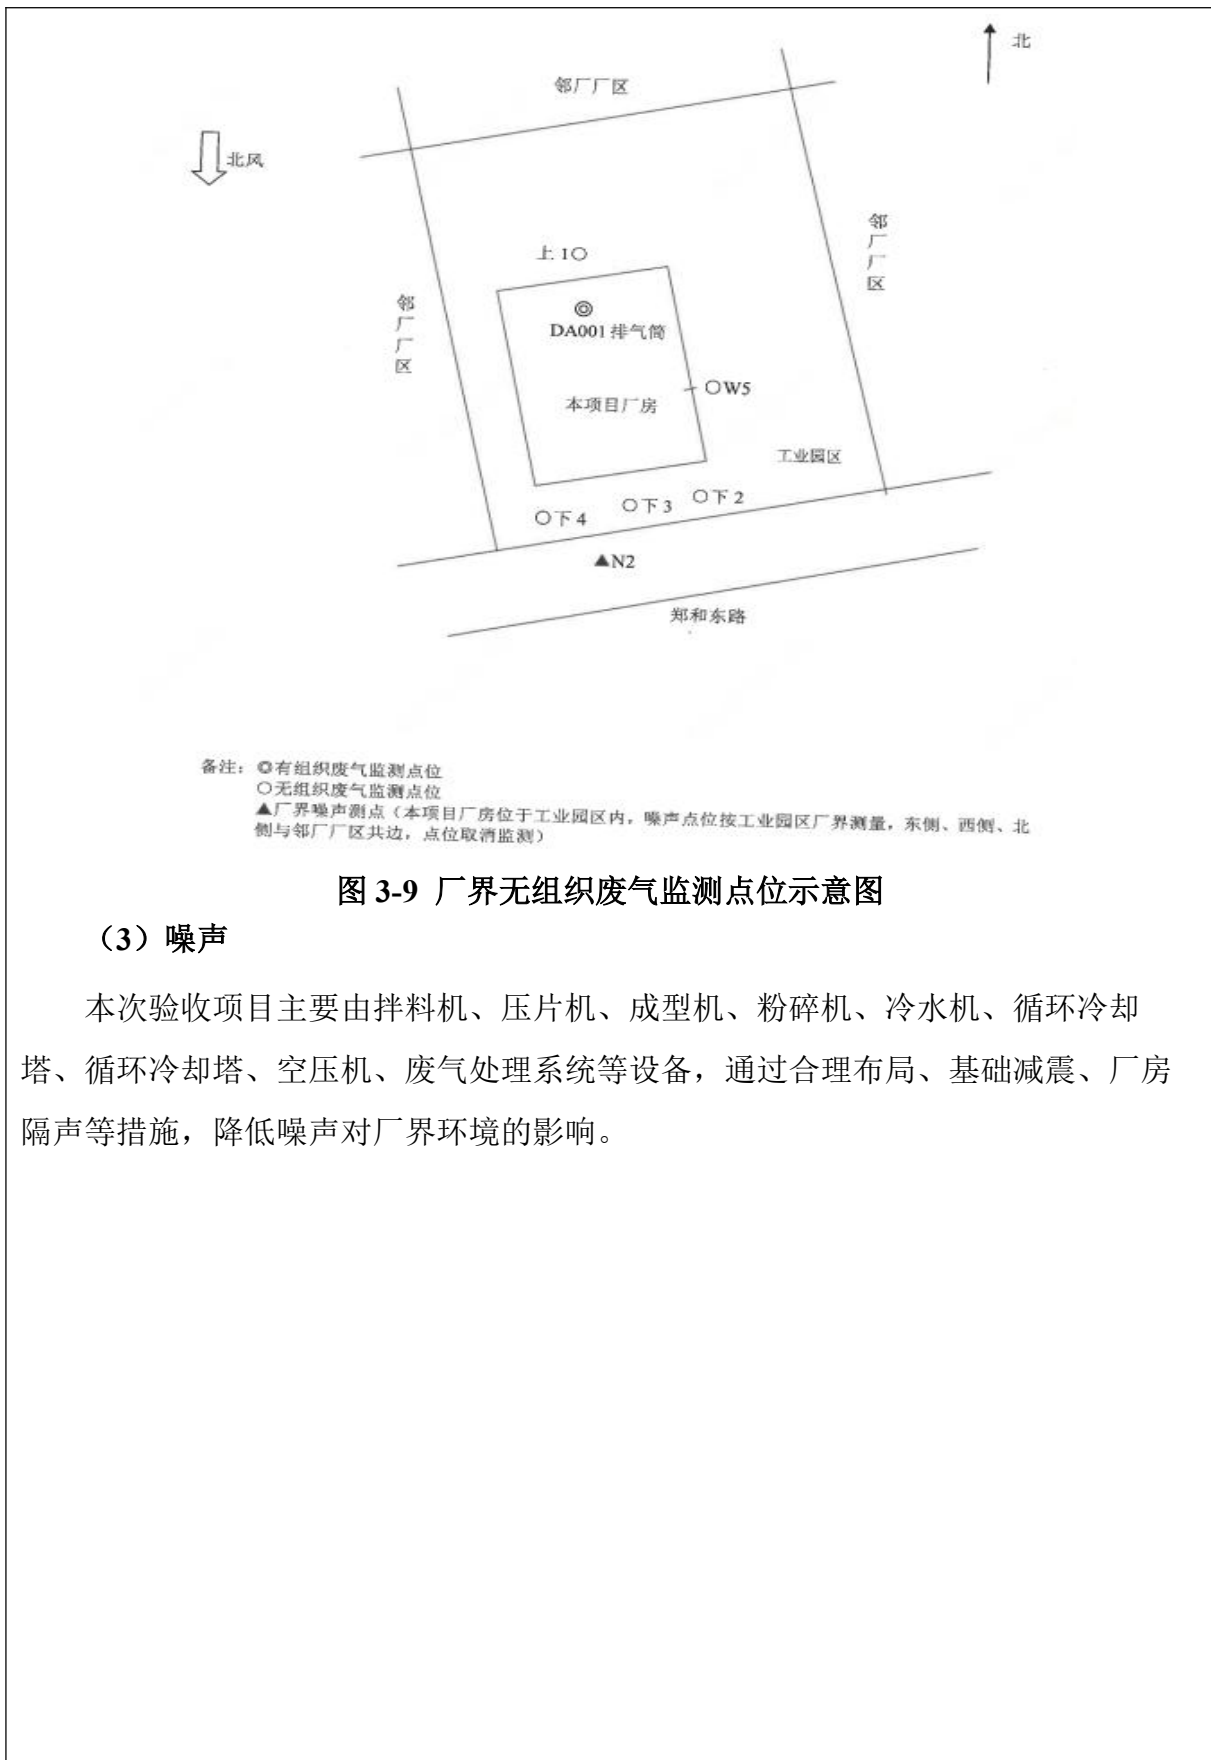 北
邻厂厂区
北风
邻厂厂区
上 1○
邻厂厂区
◎
DA001 排气筒
○W5
本项目厂房
工业园区
○下 2
○下 3
○下 4
▲N2
郑和东路
备注：◎有组织废气监测点位
○无组织废气监测点位
▲厂界噪声测点（本项目厂房位于工业园区内，噪声点位按工业园区厂界测量，东侧、西侧、北
侧与邻厂厂区共边，点位取消监测）
图 3-9 厂界无组织废气监测点位示意图
（3）噪声
本次验收项目主要由拌料机、压片机、成型机、粉碎机、冷水机、循环冷却
塔、循环冷却塔、空压机、废气处理系统等设备，通过合理布局、基础减震、厂房
隔声等措施，降低噪声对厂界环境的影响。